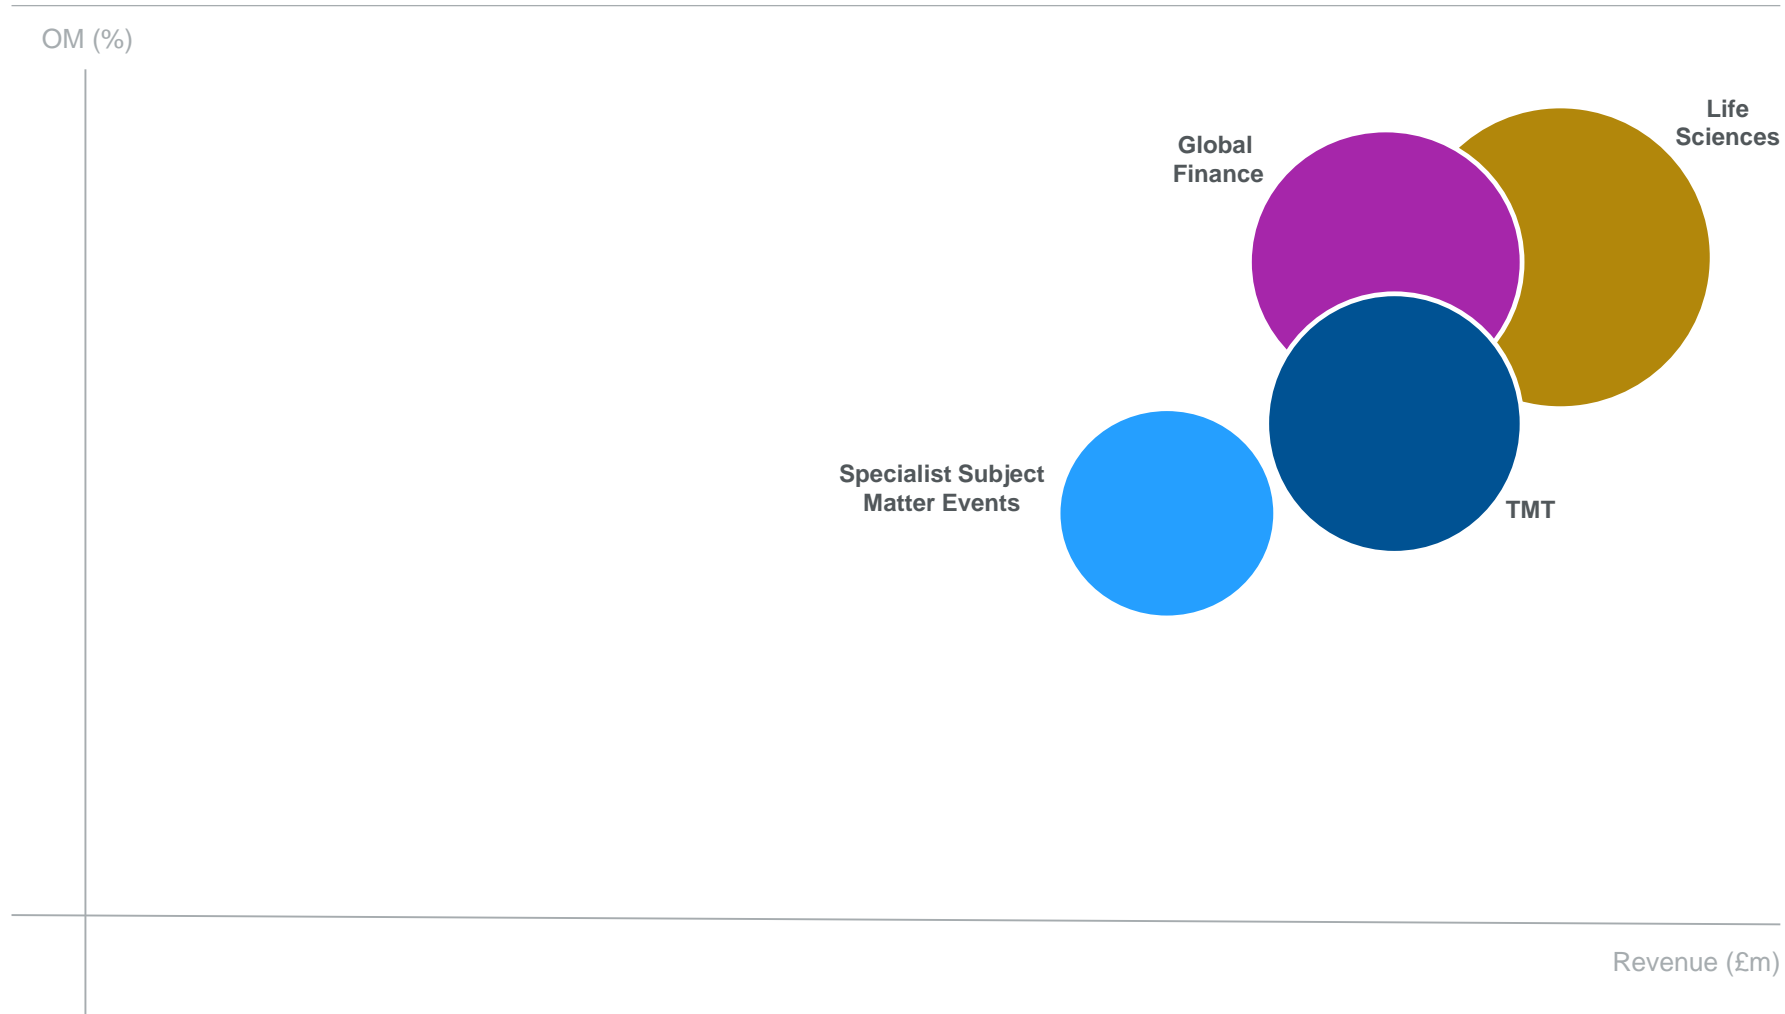 OM (%)
Life
Sciences
Global
Finance
Specialist Subject
Matter Events
TMT
Revenue (£m)